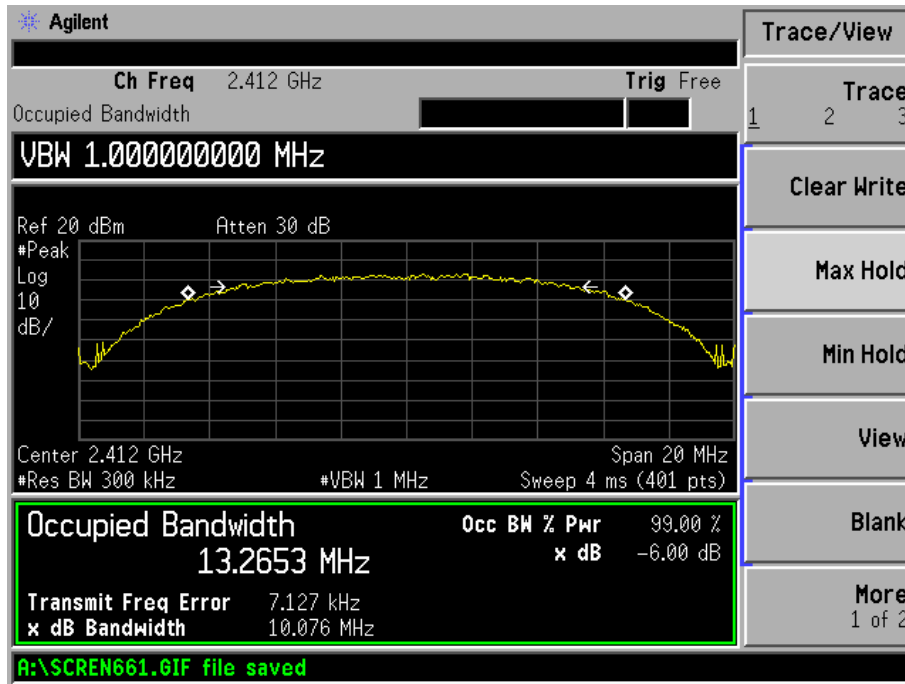 Agilent
Trace/View
Ch Freq 2.412 GHz Trig Free
Occupied Bandwidth
VBW 1.000000000 MHz
Ref 20 dBm Atten 30 dB
#Peak
Log
10
dB/
Center 2.412 GHz Span 20 MHz
#Res BW 300 kHz #VBW 1 MHz Sweep 4 ms (401 pts)
Occupied Bandwidth
13.2653 MHz
Occ BW % Pwr 99.00 %
x dB -6.00 dB
Transmit Freq Error 7.127 kHz
x dB Bandwidth 10.076 MHz
A:\SCREN661.GIF file saved
Trace
1 2 3
Clear Write
Max Hold
Min Hold
View
Blank
More
1 of 2